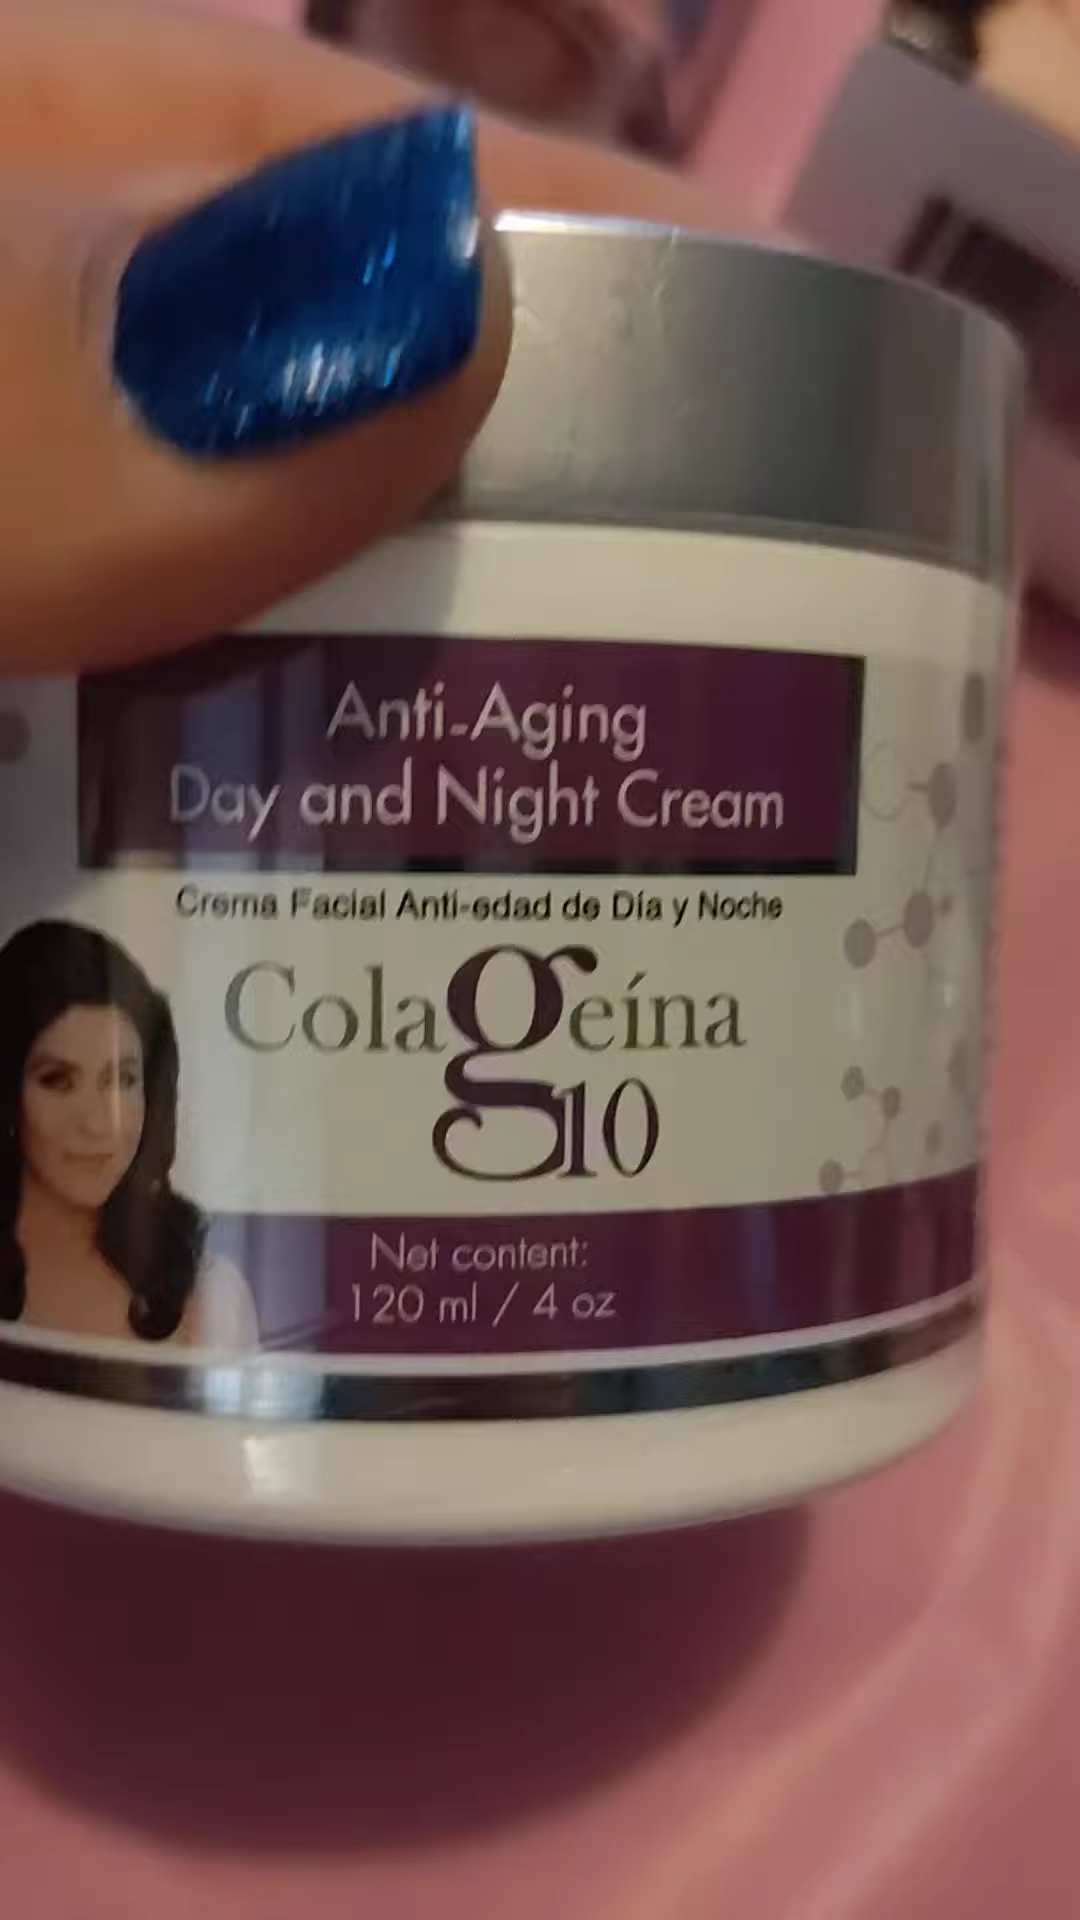 Anti-Aging
Day and Night Cream
Crema Facial Anti-edad de Día y Noche
Colageína
10
Net content:
120 ml / 4 oz